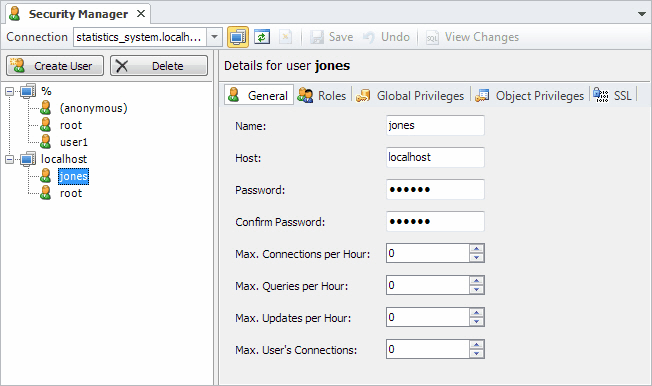 Security Manager
Connection statistics_system.localh... Save Undo View Changes
Create User Delete
Details for user jones
%
(anonymous)
root
user1
localhost
jones
root
General Roles Global Privileges Object Privileges SSL
Name: jones
Host: localhost
Password: ••••••
Confirm Password: ••••••
Max. Connections per Hour: 0
Max. Queries per Hour: 0
Max. Updates per Hour: 0
Max. User's Connections: 0